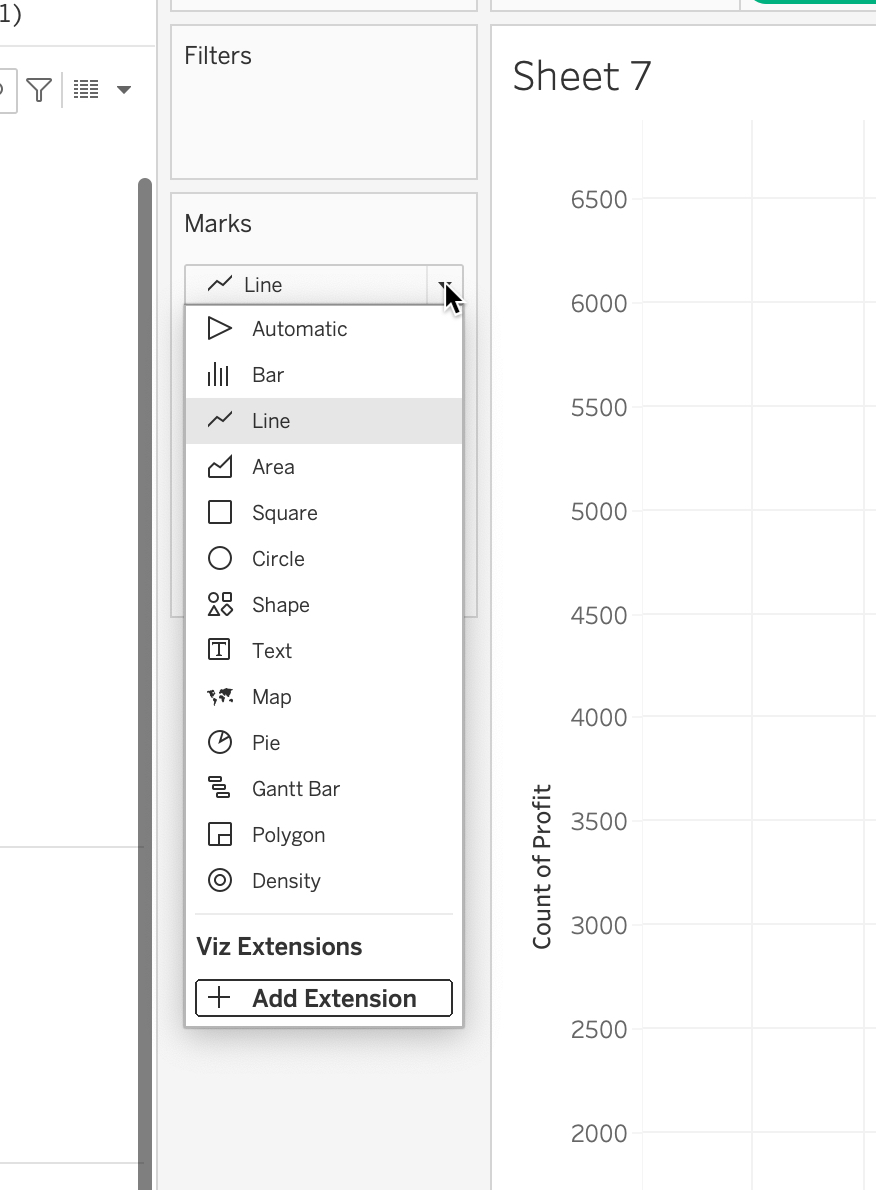 1)
Filters
Sheet 7
Marks
Line
Automatic
Bar
Line
Area
Square
Circle
Shape
Text
Map
Pie
Gantt Bar
Polygon
Density
Viz Extensions
Add Extension
6500
6000
5500
5000
4500
4000
3500
3000
2500
2000
Count of Profit